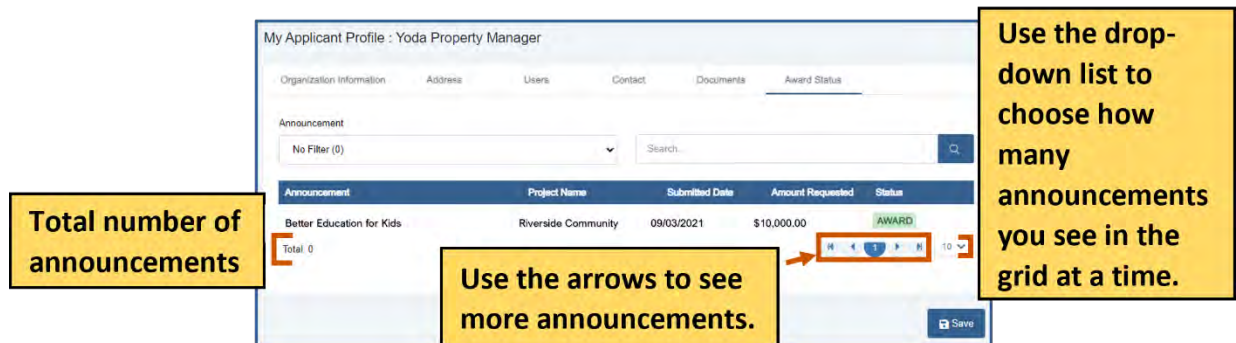 My Applicant Profile : Yoda Property Manager
Organization Information Address Users Contact Documents Award Status
Announcement
No Filter (0) Search...
Announcement Project Name Submitted Date Amount Requested Status
Better Education for Kids Riverside Community 09/03/2021 $10,000.00 AWARD
Total 0 1 10
Save
Total number of
announcements
Use the arrows to see
more announcements.
Use the drop-
down list to
choose how
many
announcements
you see in the
grid at a time.